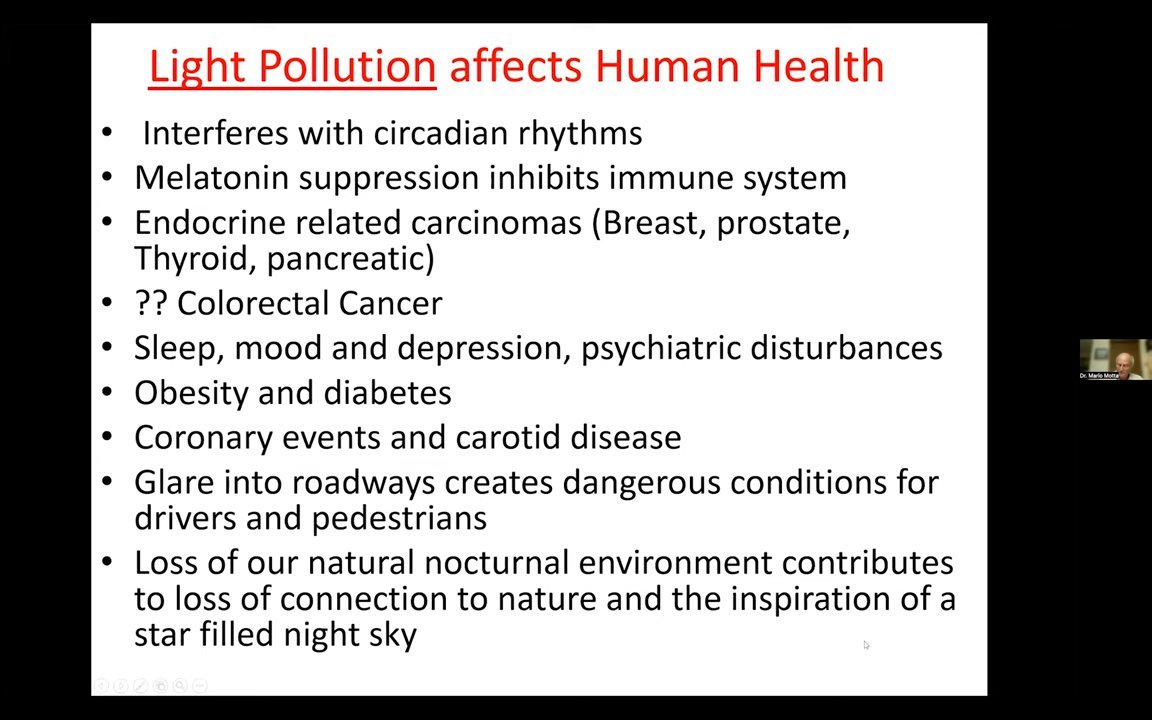 Light Pollution affects Human Health
• Interferes with circadian rhythms
• Melatonin suppression inhibits immune system
• Endocrine related carcinomas (Breast, prostate,
Thyroid, pancreatic)
• ?? Colorectal Cancer
• Sleep, mood and depression, psychiatric disturbances
• Obesity and diabetes
• Coronary events and carotid disease
• Glare into roadways creates dangerous conditions for
drivers and pedestrians
• Loss of our natural nocturnal environment contributes
to loss of connection to nature and the inspiration of a
star filled night sky
Dr. Mario Motta